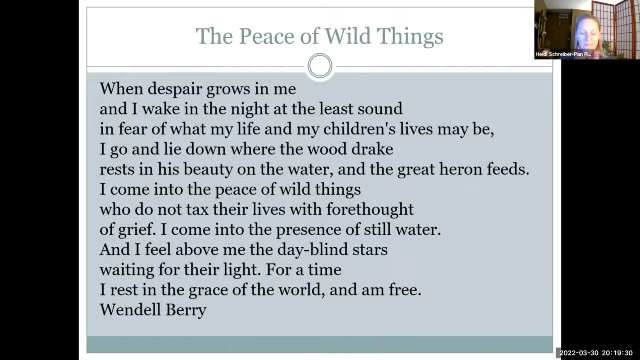 The Peace of Wild Things
Heidi Schreiber-Pan P...
When despair grows in me
and I wake in the night at the least sound
in fear of what my life and my children's lives may be,
I go and lie down where the wood drake
rests in his beauty on the water, and the great heron feeds.
I come into the peace of wild things
who do not tax their lives with forethought
of grief. I come into the presence of still water.
And I feel above me the day-blind stars
waiting for their light. For a time
I rest in the grace of the world, and am free.
Wendell Berry
2022-03-30 20:19:30